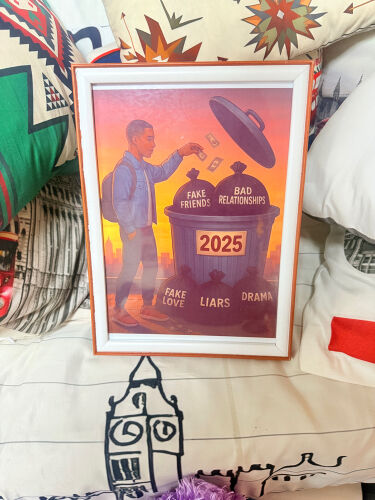 FAKE
FRIENDS
BAD
RELATIONSHIPS
2025
FAKE
LOVE
LIARS
DRAMA